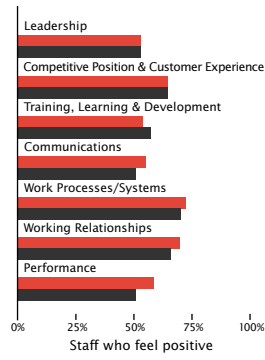 Leadership
Competitive Position & Customer Experience
Training, Learning & Development
Communications
Work Processes/Systems
Working Relationships
Performance
0% 25% 50% 75% 100%
Staff who feel positive